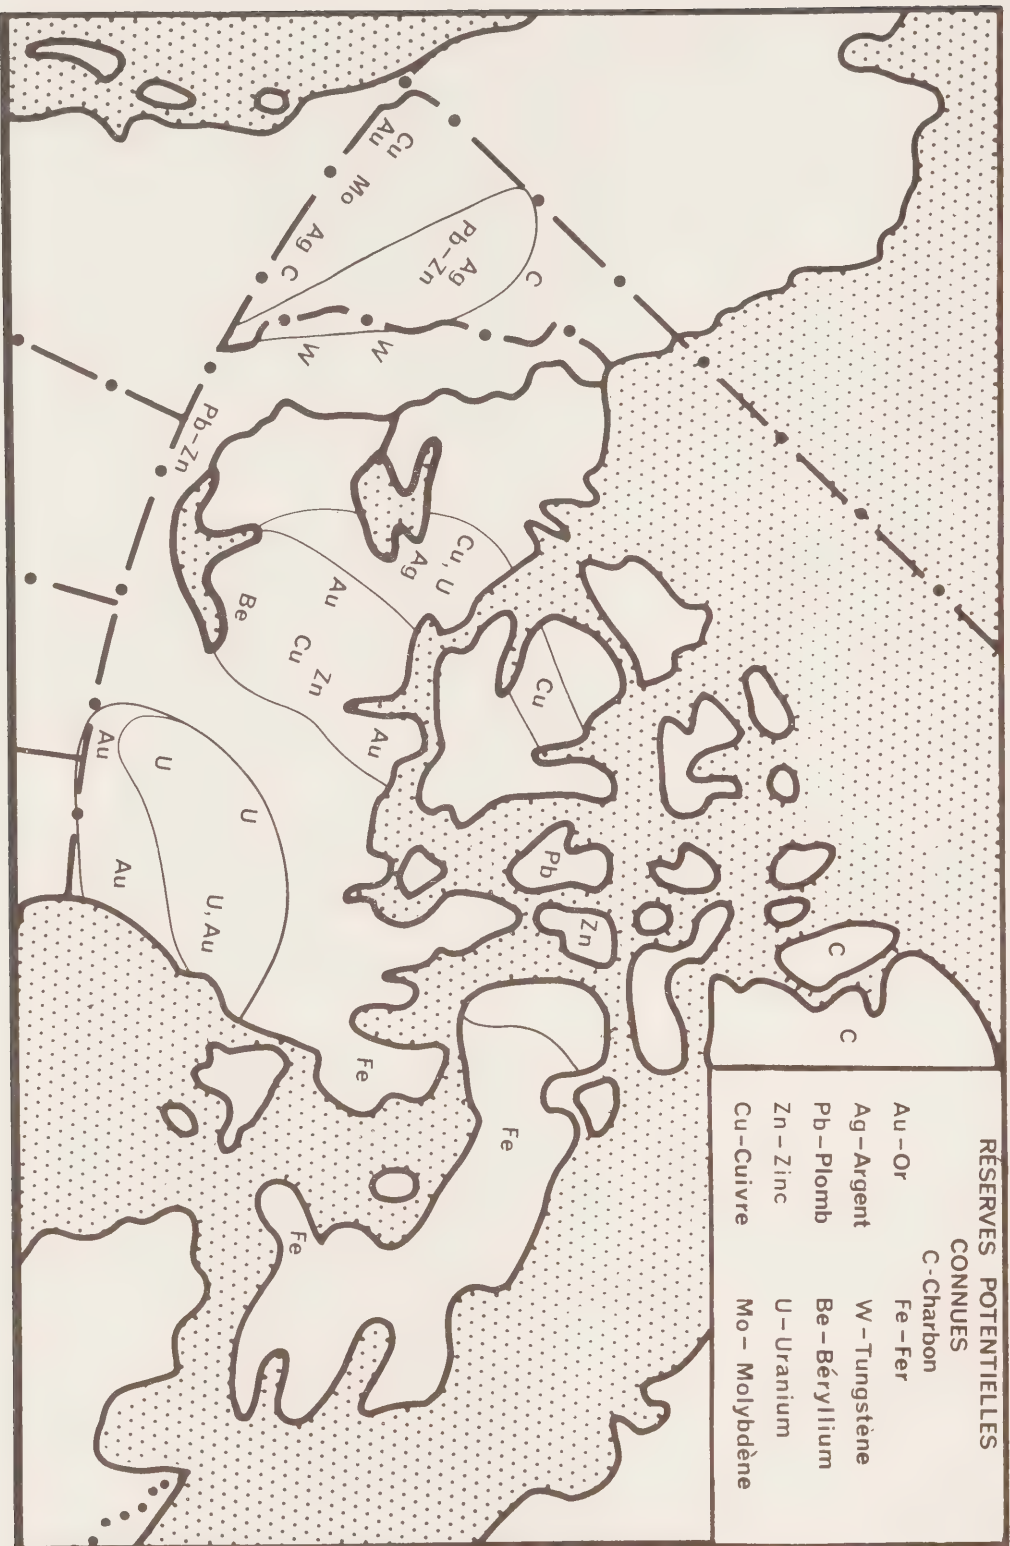 RÉSERVES POTENTIELLES
CONNUES
C-Charbon
Au-Or Fe-Fer
Ag-Argent W-Tungstène
Pb-Plomb Be-Béryllium
Zn-Zinc U-Uranium
Cu-Cuivre Mo-Molybdène
C
C
Zn
Pb
Cu
Fe
Fe
Fe
C
Pb-Zn
Ag
Cu
Au
Mo
Ag
C
W
W
Pb-Zn
Cu, U
U
Ag
Au
Be
Cu
Zn
Au
U
U
U, Au
Au
Au